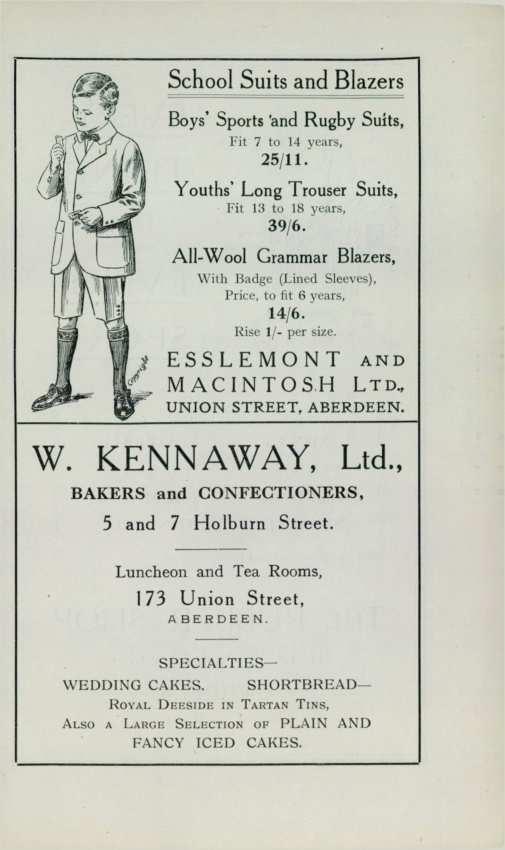 School Suits and Blazers
Boys' Sports and Rugby Suits,
Fit 7 to 14 years,
25/11.
Youths' Long Trouser Suits,
Fit 13 to 18 years,
39/6.
All-Wool Grammar Blazers,
With Badge (Lined Sleeves),
Price, to fit 6 years,
14/6.
Rise 1/- per size.
Copyright
ESSLEMONT AND
MACINTOSH LTD.,
UNION STREET, ABERDEEN.
W. KENNAWAY, Ltd.,
BAKERS and CONFECTIONERS,
5 and 7 Holburn Street.
Luncheon and Tea Rooms,
173 Union Street,
ABERDEEN.
SPECIALTIES—
WEDDING CAKES. SHORTBREAD—
ROYAL DEESIDE IN TARTAN TINS,
ALSO A LARGE SELECTION OF PLAIN AND
FANCY ICED CAKES.